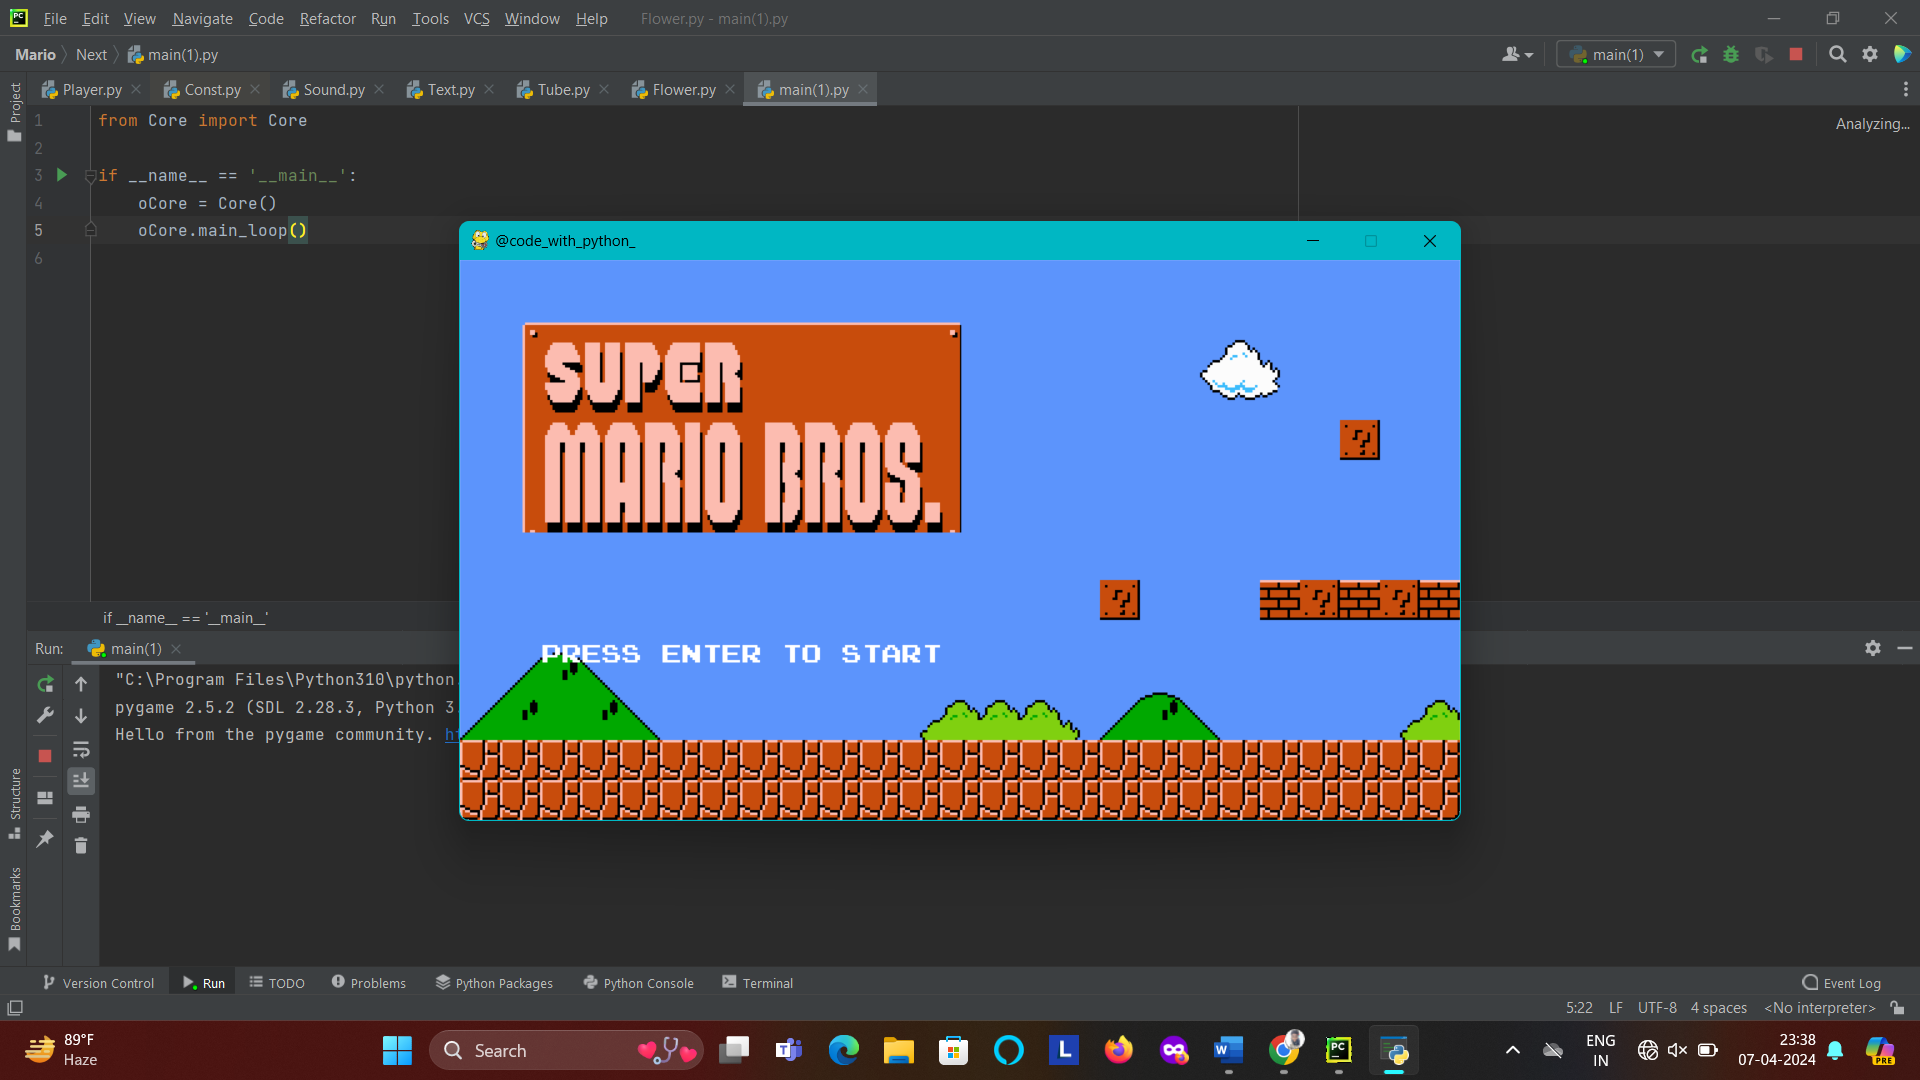 File Edit View Navigate Code Refactor Run Tools VCS Window Help Flower.py - main(1).py
Mario Next main(1).py
main(1)
Player.py Const.py Sound.py Text.py Tube.py Flower.py main(1).py
Project
1 from Core import Core
Analyzing...
2
3 if __name__ == '__main__':
4 oCore = Core()
5 oCore.main_loop()
6
@code_with_python_
SUPER
MARIO BROS.
?
?
? ?
PRESS ENTER TO START
if __name__ == '__main__'
Run: main(1)
"C:\Program Files\Python310\python.
pygame 2.5.2 (SDL 2.28.3, Python 3.
Hello from the pygame community. ht
Structure
Bookmarks
Version Control Run TODO Problems Python Packages Python Console Terminal Event Log
5:22 LF UTF-8 4 spaces <No interpreter>
89°F
Haze
Search
L
PC
ENG
IN
23:38
07-04-2024
PRE